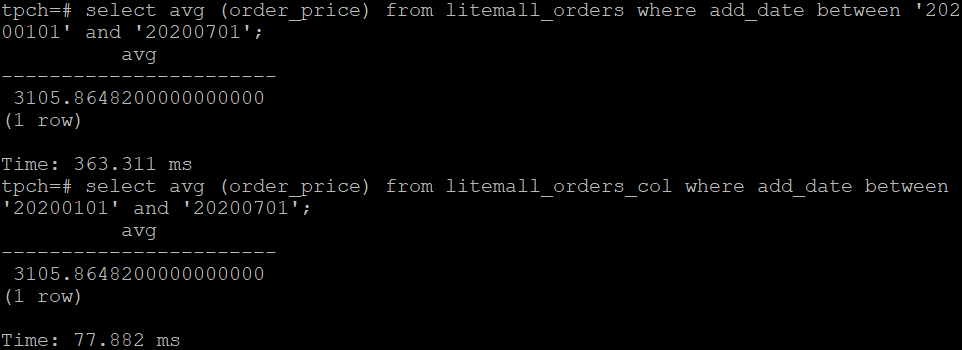 tpch=# select avg (order_price) from litemall_orders where add_date between '202
00101' and '20200701';
avg
-----------------------
3105.8648200000000000
(1 row)
Time: 363.311 ms
tpch=# select avg (order_price) from litemall_orders_col where add_date between
'20200101' and '20200701';
avg
-----------------------
3105.8648200000000000
(1 row)
Time: 77.882 ms